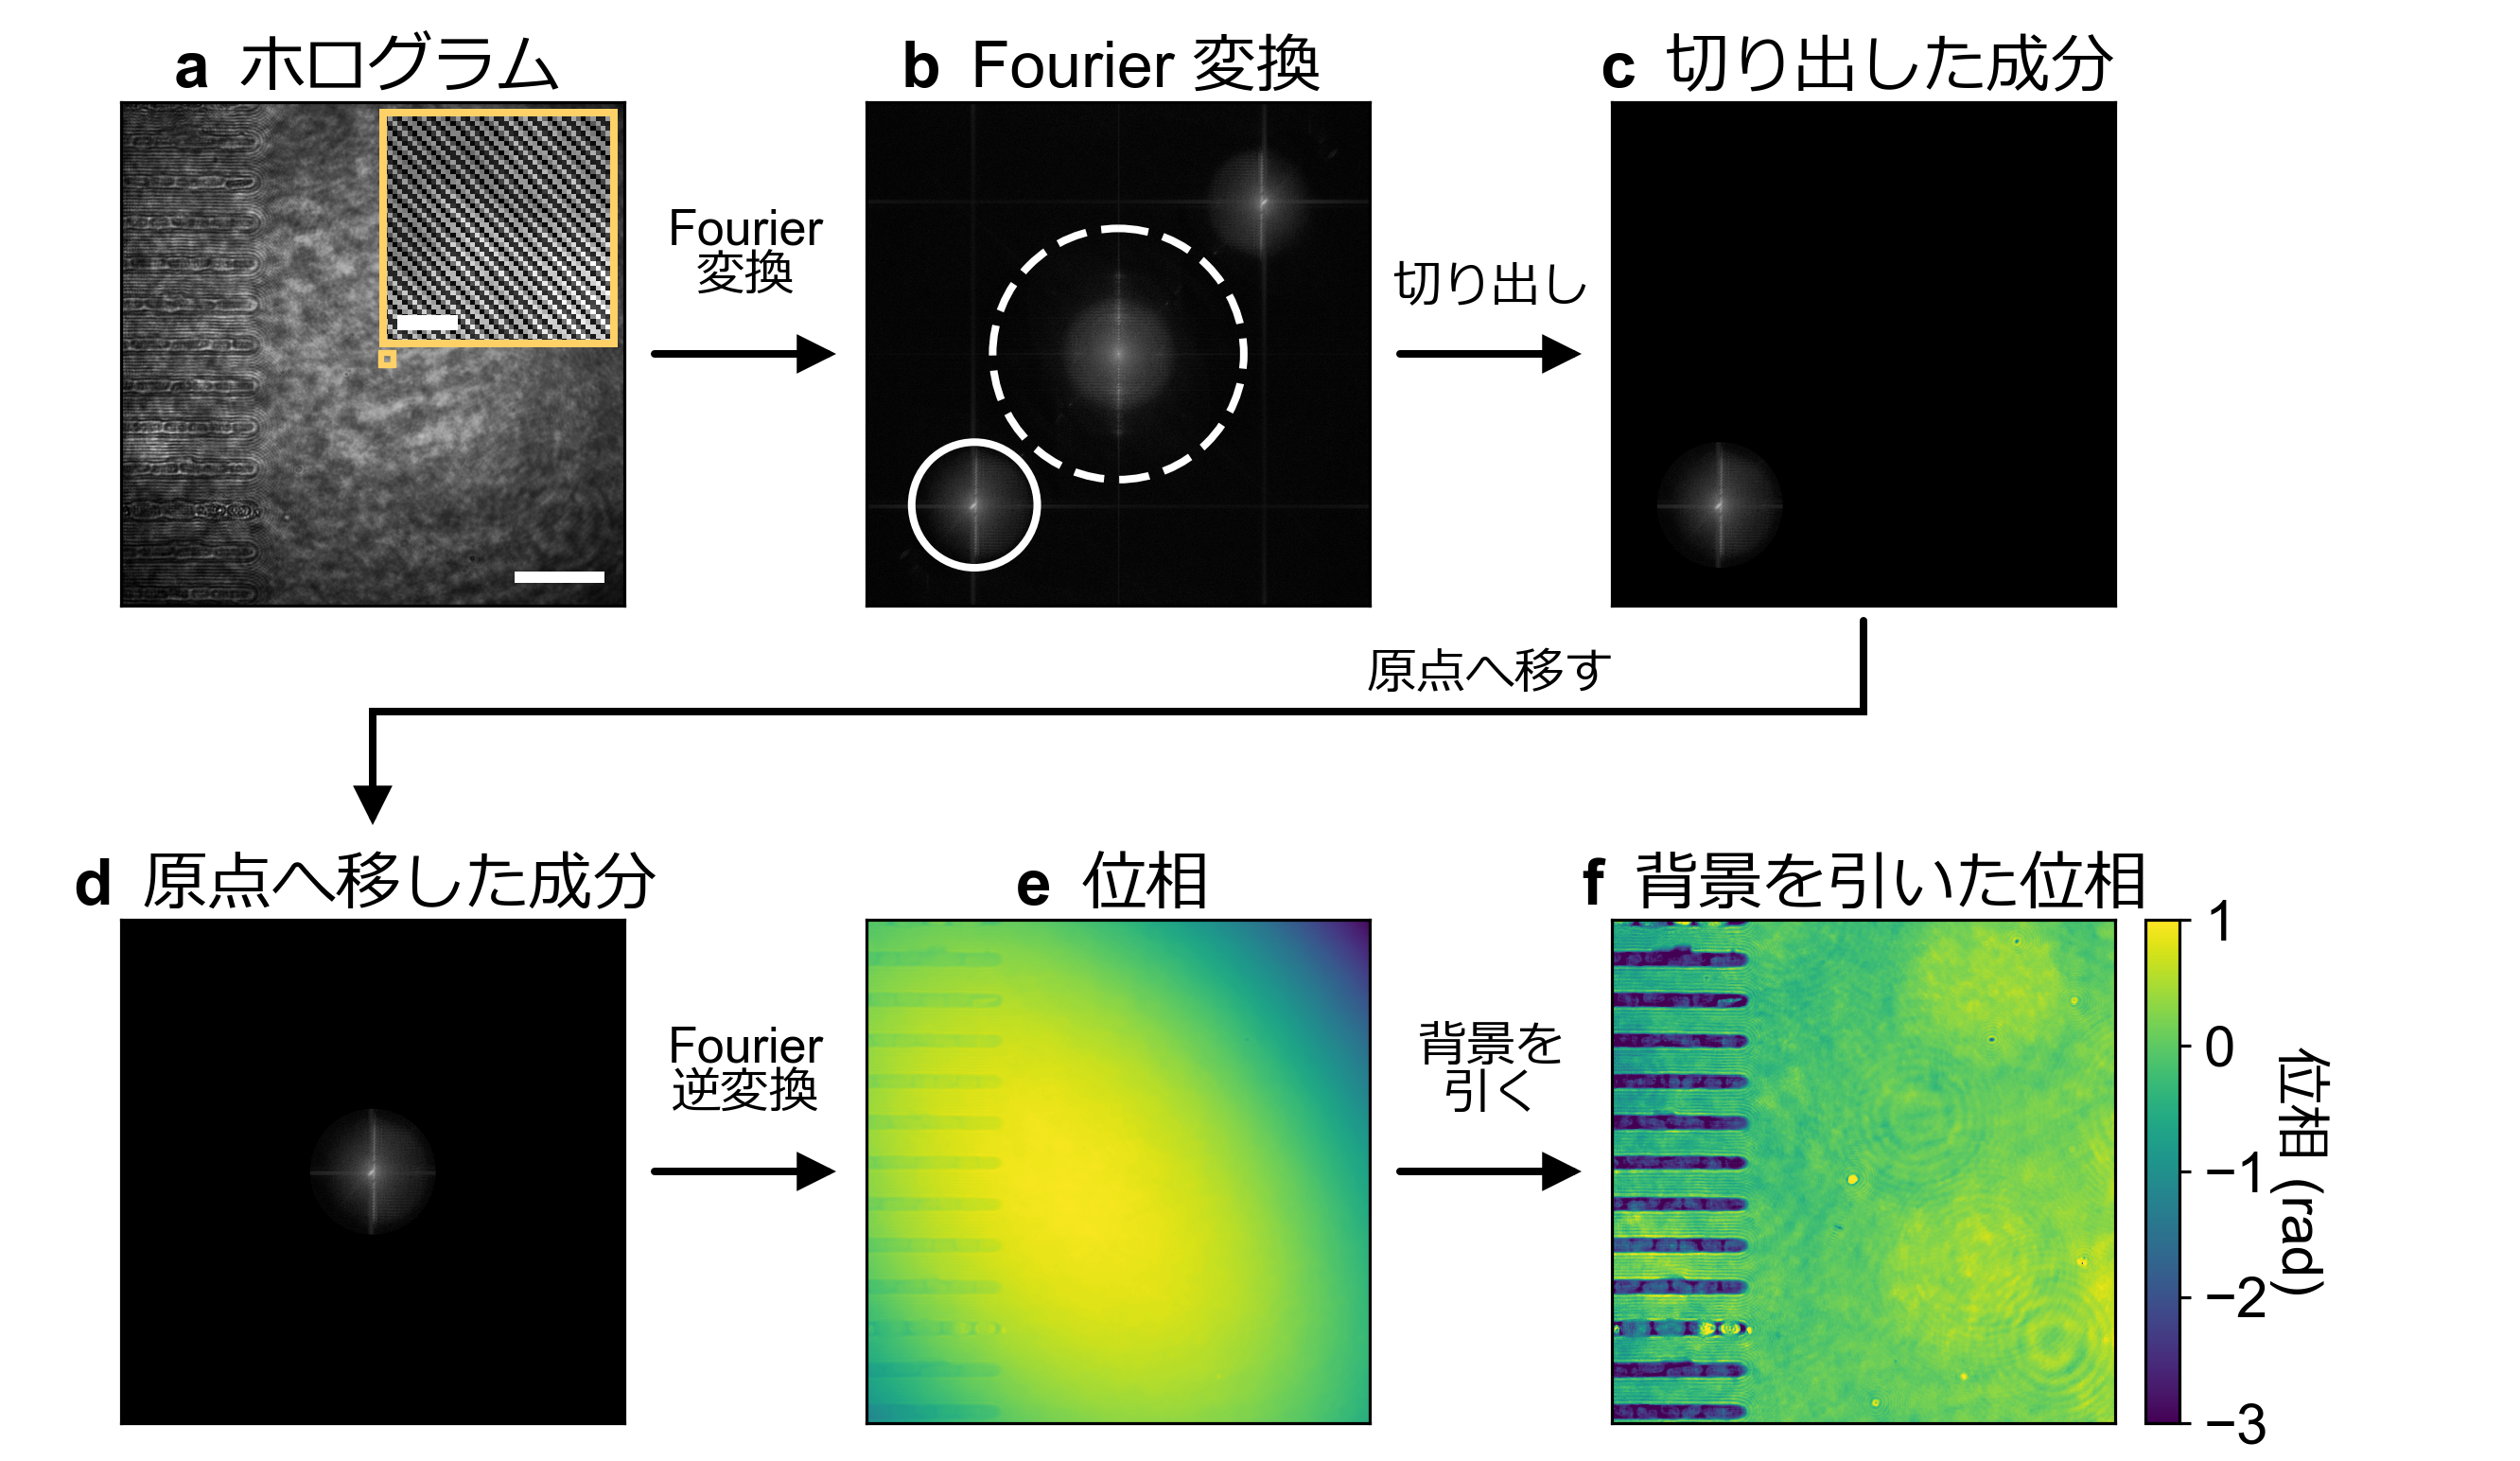 a ホログラム
b Fourier 変換
c 切り出した成分
Fourier
変換
切り出し
原点へ移す
d 原点へ移した成分
e 位相
f 背景を引いた位相
Fourier
逆変換
背景を
引く
1
0
−1
−2
−3
位相 (rad)